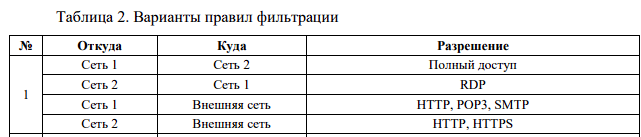 Таблица 2. Варианты правил фильтрации
№ Откуда Куда Разрешение
1
Сеть 1 Сеть 2 Полный доступ
Сеть 2 Сеть 1 RDP
Сеть 1 Внешняя сеть HTTP, POP3, SMTP
Сеть 2 Внешняя сеть HTTP, HTTPS